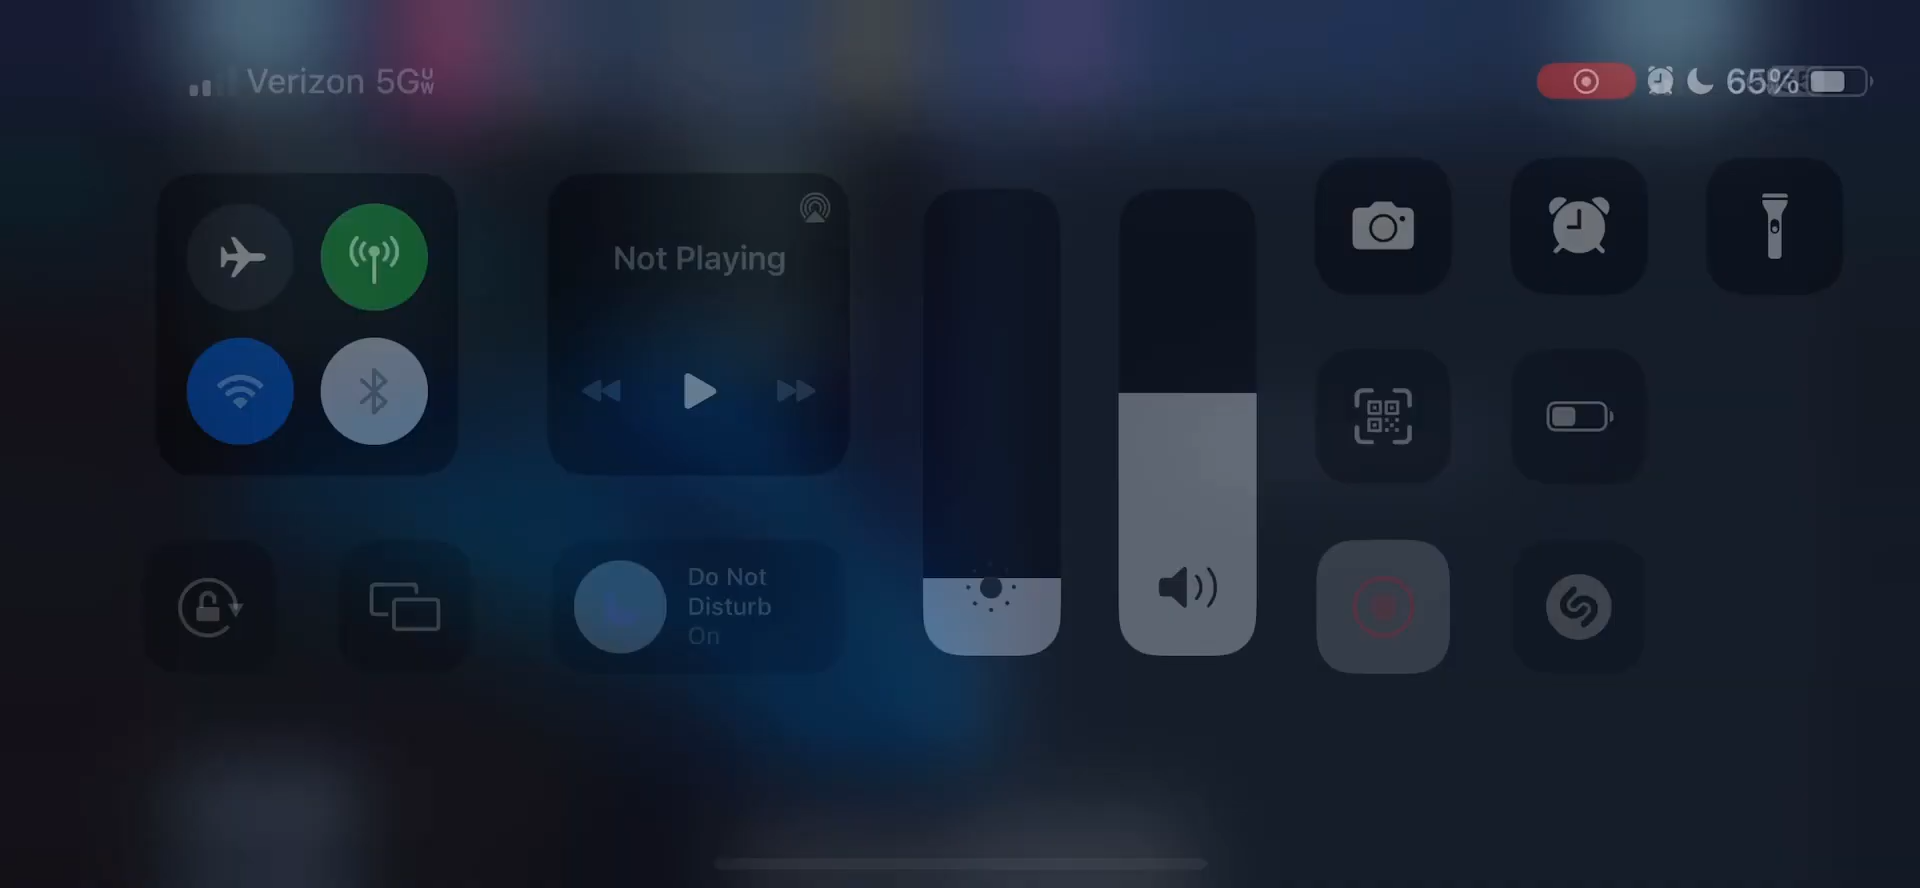 Verizon 5G UW
65%
Not Playing
Do Not
Disturb
On